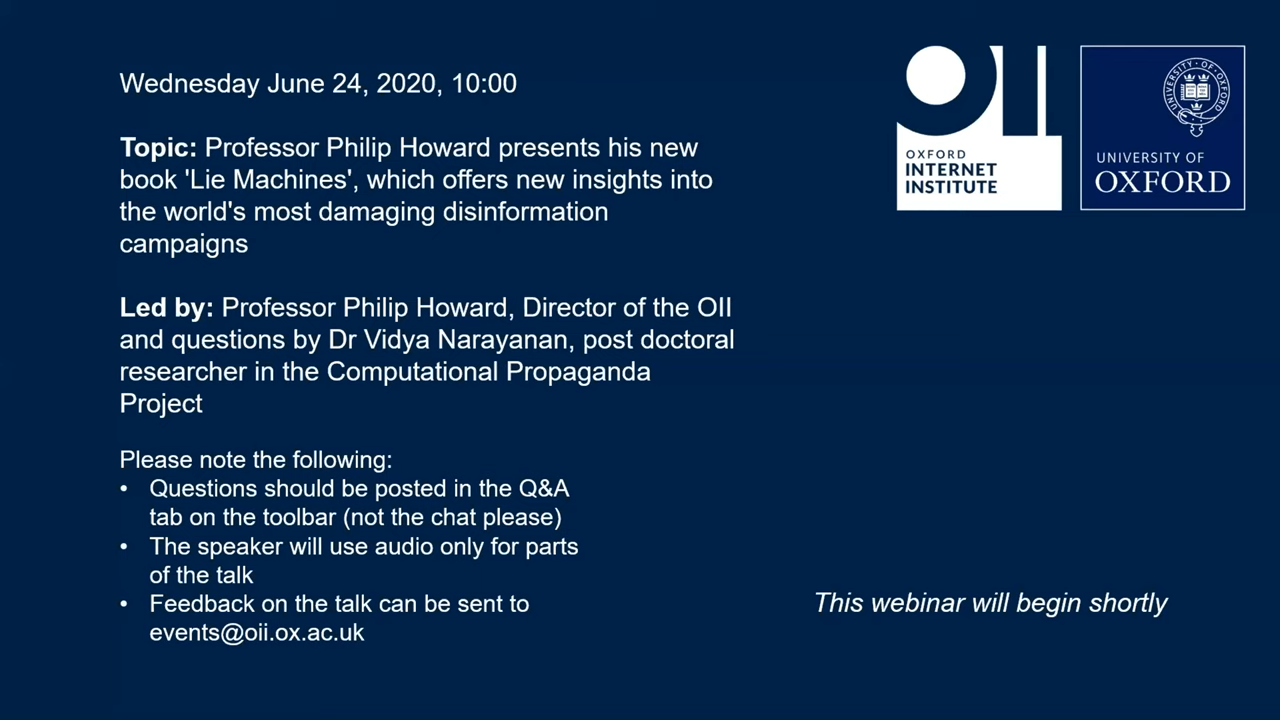 Wednesday June 24, 2020, 10:00
Topic: Professor Philip Howard presents his new
book 'Lie Machines', which offers new insights into
the world's most damaging disinformation
campaigns
Led by: Professor Philip Howard, Director of the OII
and questions by Dr Vidya Narayanan, post doctoral
researcher in the Computational Propaganda
Project
Please note the following:
• Questions should be posted in the Q&A
tab on the toolbar (not the chat please)
• The speaker will use audio only for parts
of the talk
• Feedback on the talk can be sent to
events@oii.ox.ac.uk
OII
OXFORD
INTERNET
INSTITUTE
UNIVERSITY OF OXFORD
UNIVERSITY OF
OXFORD
This webinar will begin shortly